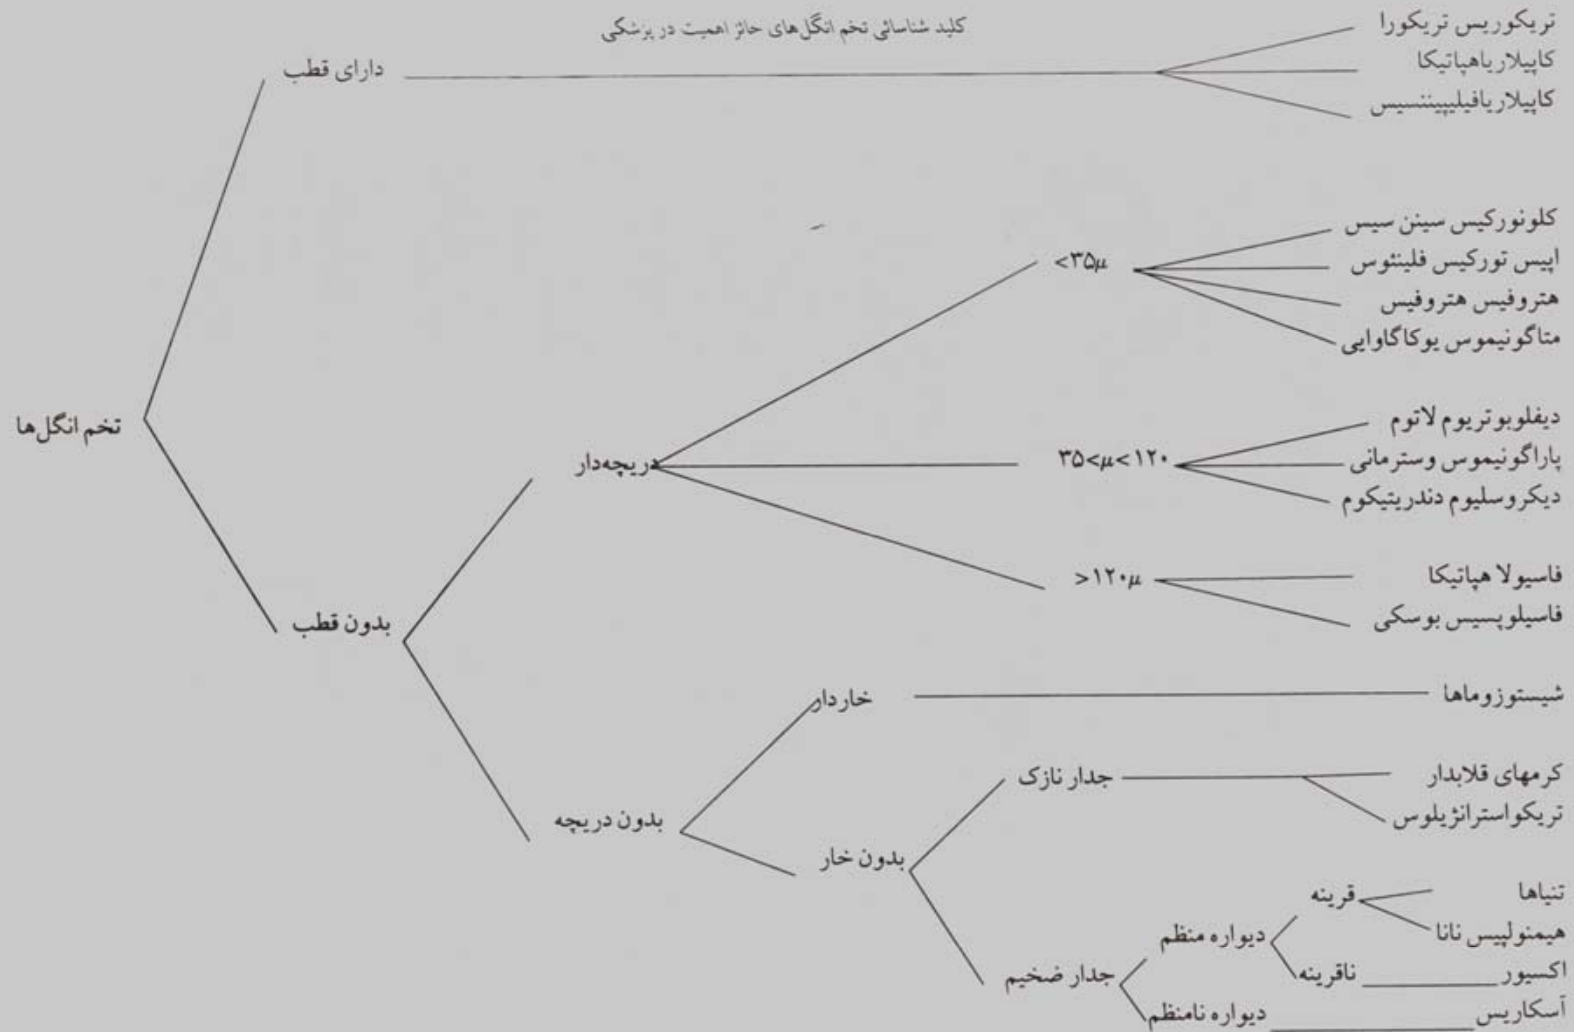 کلید شناسائی تخم انگل‌های حائز اهمیت در پزشکی
تخم انگل‌ها
دارای قطب
تریکوریس تریکورا
کاپیلاریاهپاتیکا
کاپیلاریافیلیپیننسیس
بدون قطب
دریچه‌دار
<۳۵µ
کلونورکیس سینن سیس
اپیس تورکیس فلینئوس
هتروفیس هتروفیس
متاگونیموس یوکاگاوایی
۳۵<µ<۱۲۰
دیفلوبوتریوم لاتوم
پاراگونیموس وسترمانی
دیکروسلیوم دندریتیکوم
>۱۲۰µ
فاسیولا هپاتیکا
فاسیلوپسیس بوسکی
بدون دریچه
خاردار
شیستوزوماها
بدون خار
جدار نازک
کرمهای قلابدار
تریکواسترانژیلوس
جدار ضخیم
دیواره منظم
قرینه
تنیاها
هیمنولپیس نانا
ناقرینه
اکسیور
دیواره نامنظم
آسکاریس